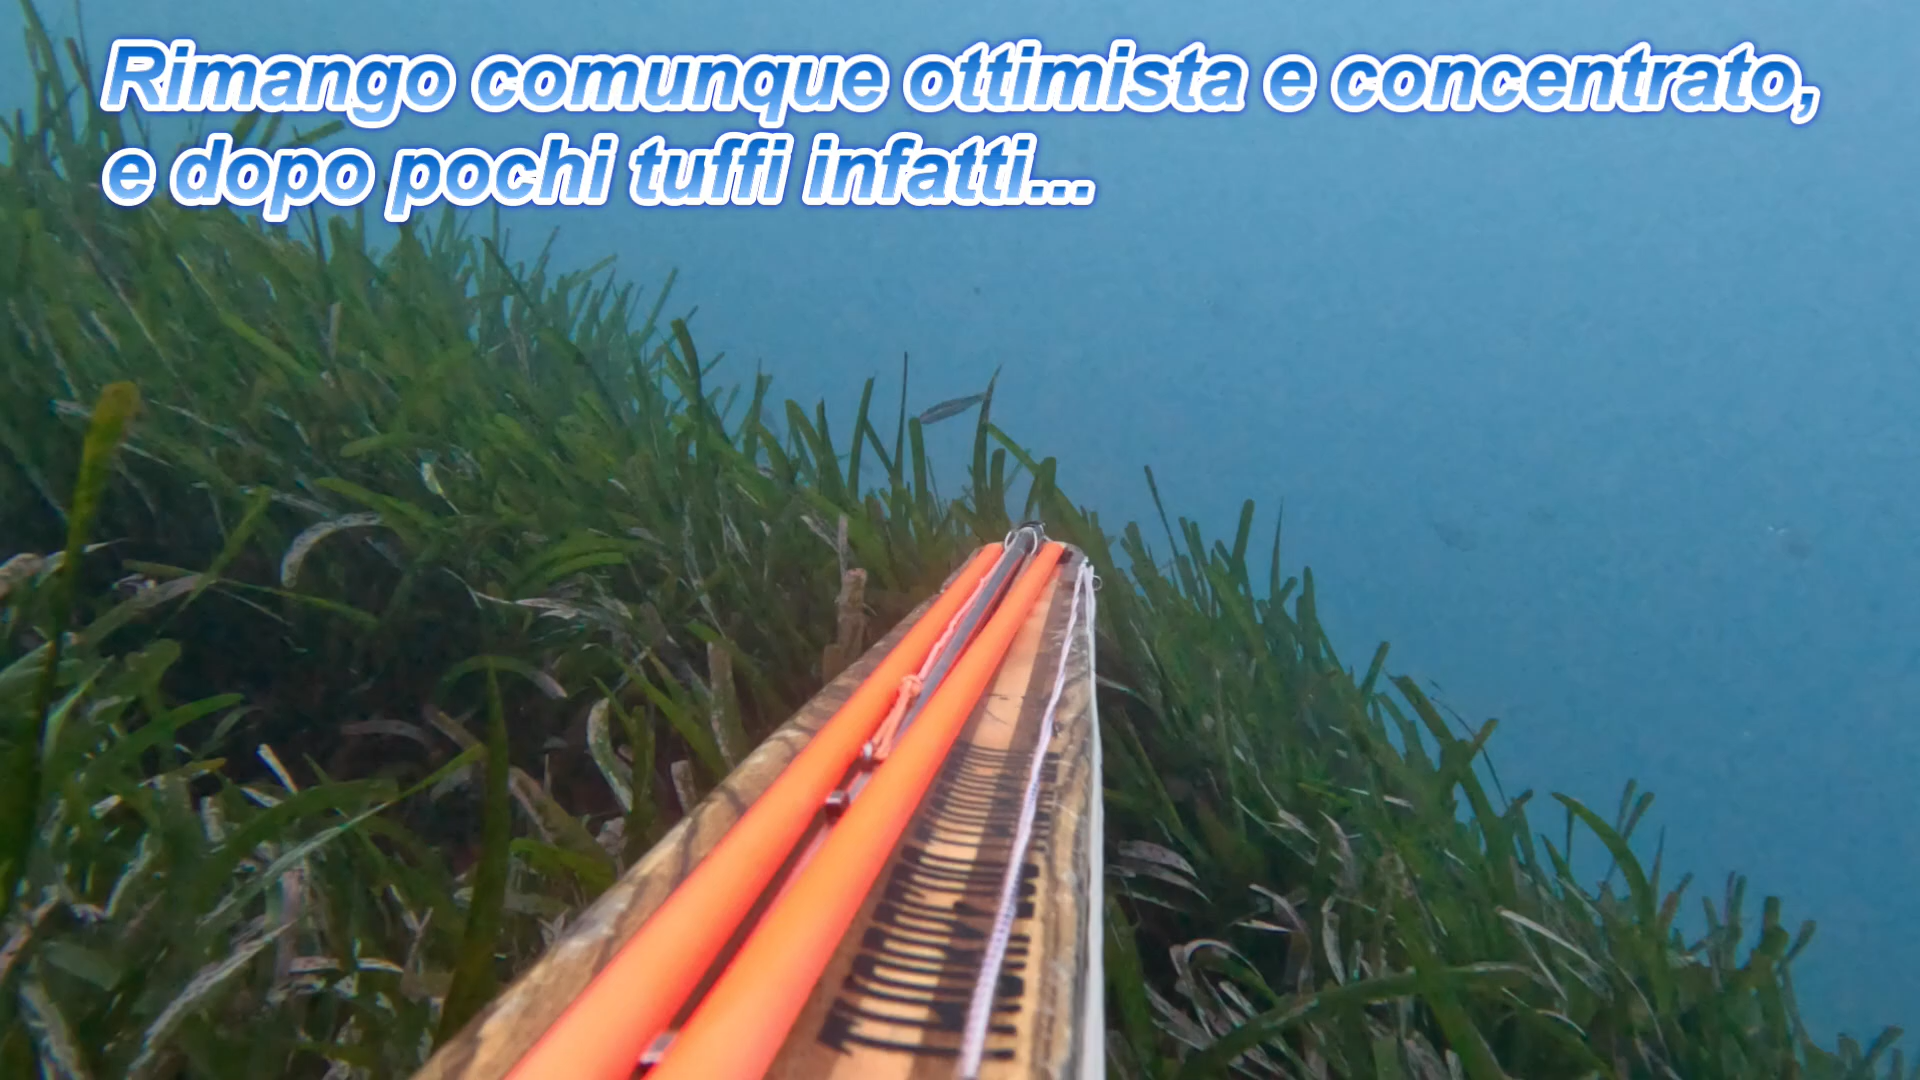 Rimango comunque ottimista e concentrato,
e dopo pochi tuffi infatti...